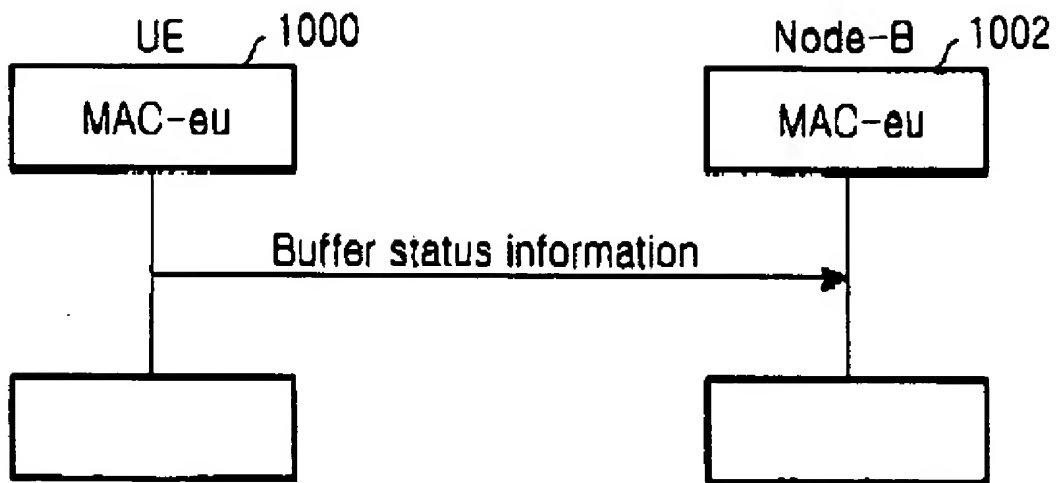 UE 1000 Node-B 1002
MAC-eu MAC-eu
Buffer status information